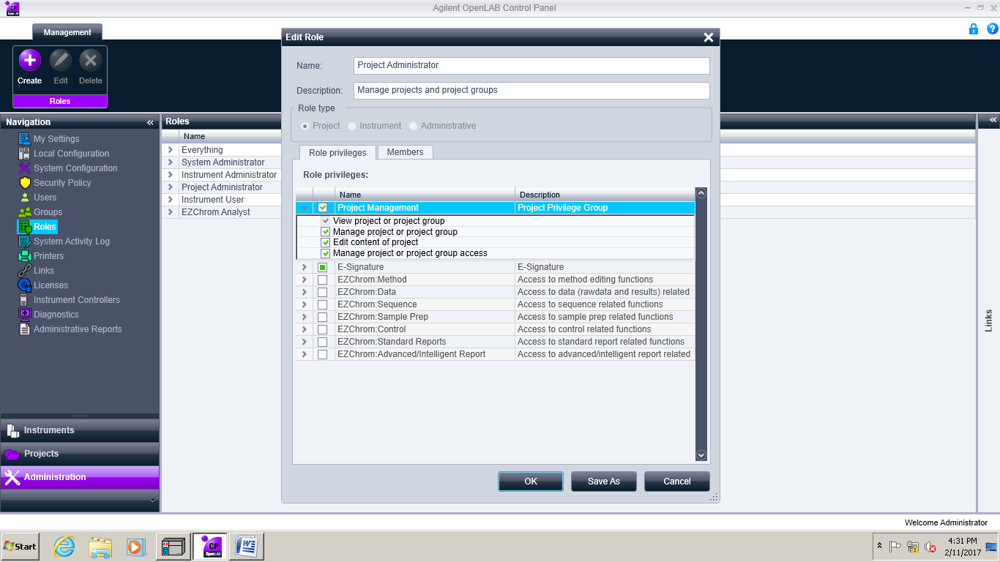 Agilent OpenLAB Control Panel
Management
Create Edit Delete
Roles
Navigation
My Settings
Local Configuration
System Configuration
Security Policy
Users
Groups
Roles
System Activity Log
Printers
Links
Licenses
Instrument Controllers
Diagnostics
Administrative Reports
Instruments
Projects
Administration
Roles
Name
Everything
System Administrator
Instrument Administrator
Project Administrator
Instrument User
EZChrom Analyst
Edit Role
Name: Project Administrator
Description: Manage projects and project groups
Role type
Project Instrument Administrative
Role privileges Members
Role privileges:
Name Description
Project Management Project Privilege Group
View project or project group
Manage project or project group
Edit content of project
Manage project or project group access
E-Signature E-Signature
EZChrom:Method Access to method editing functions
EZChrom:Data Access to data (rawdata and results) related
EZChrom:Sequence Access to sequence related functions
EZChrom:Sample Prep Access to sample prep related functions
EZChrom:Control Access to control related functions
EZChrom:Standard Reports Access to standard report related functions
EZChrom:Advanced/Intelligent Report Access to advanced/intelligent report related
OK Save As Cancel
Links
Welcome Administrator
Start
CP
OpenLAB
4:31 PM
2/11/2017